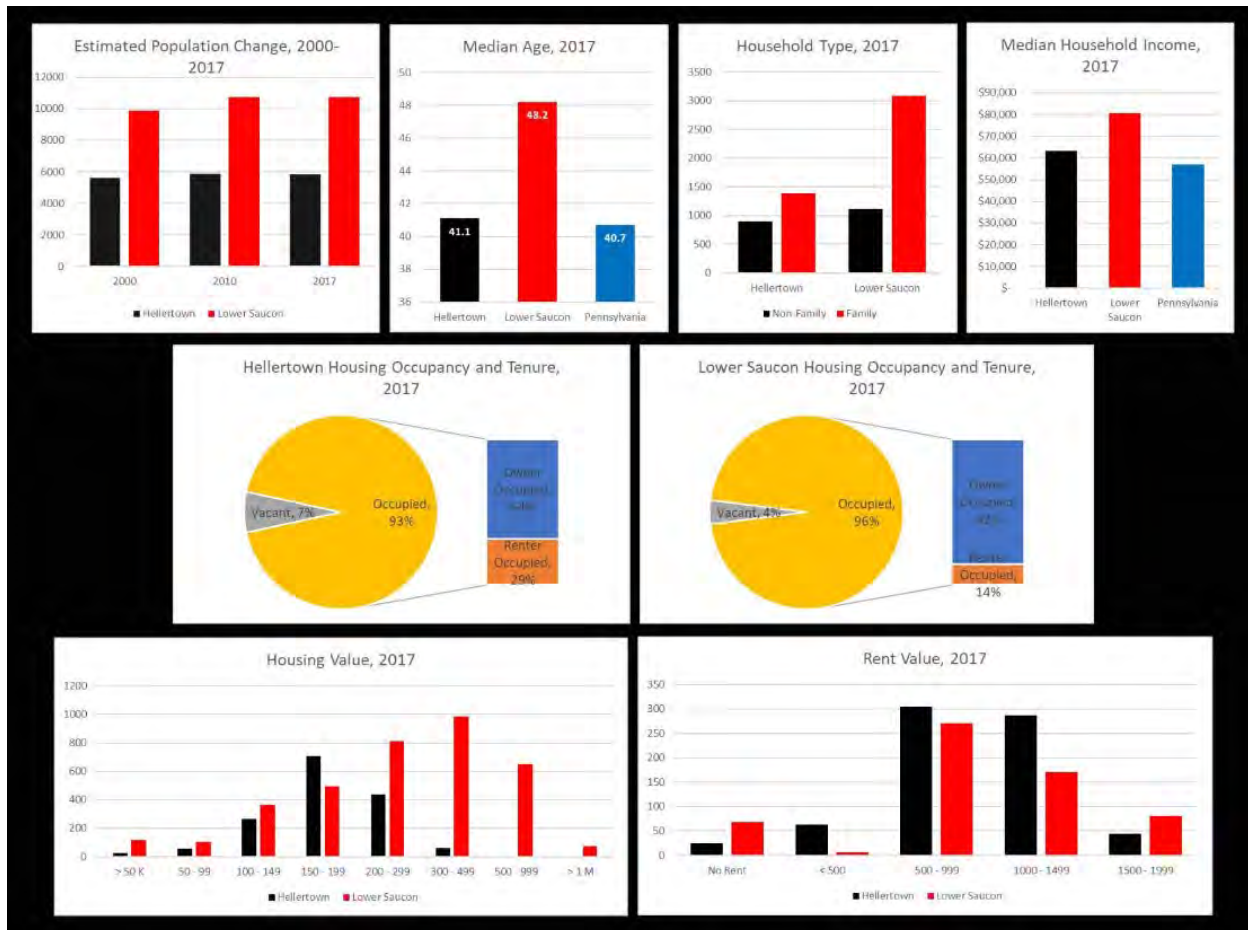 Estimated Population Change, 2000-
2017
12000
10000
8000
6000
4000
2000
0
2000 2010 2017
Hellertown Lower Saucon
Median Age, 2017
50
48
46
44
42
40
38
36
41.1
48.2
40.7
Hellertown Lower Saucon Pennsylvania
Household Type, 2017
3500
3000
2500
2000
1500
1000
500
0
Hellertown Lower Saucon
Non-Family Family
Median Household Income,
2017
$90,000
$80,000
$70,000
$60,000
$50,000
$40,000
$30,000
$20,000
$10,000
$-
Hellertown Lower Pennsylvania
Saucon
Hellertown Housing Occupancy and Tenure,
2017
Vacant, 7%
Occupied,
93%
Owner
Occupied,
Renter
Occupied,
29%
Lower Saucon Housing Occupancy and Tenure,
2017
Vacant, 4%
Occupied,
96%
Owner
Occupied,
Renter
Occupied,
14%
Housing Value, 2017
1200
1000
800
600
400
200
0
> 50 K 50 - 99 100 - 149 150 - 199 200 - 299 300 - 499 500 - 999 > 1 M
Hellertown Lower Saucon
Rent Value, 2017
350
300
250
200
150
100
50
0
No Rent < 500 500 - 999 1000 - 1499 1500 - 1999
Hellertown Lower Saucon